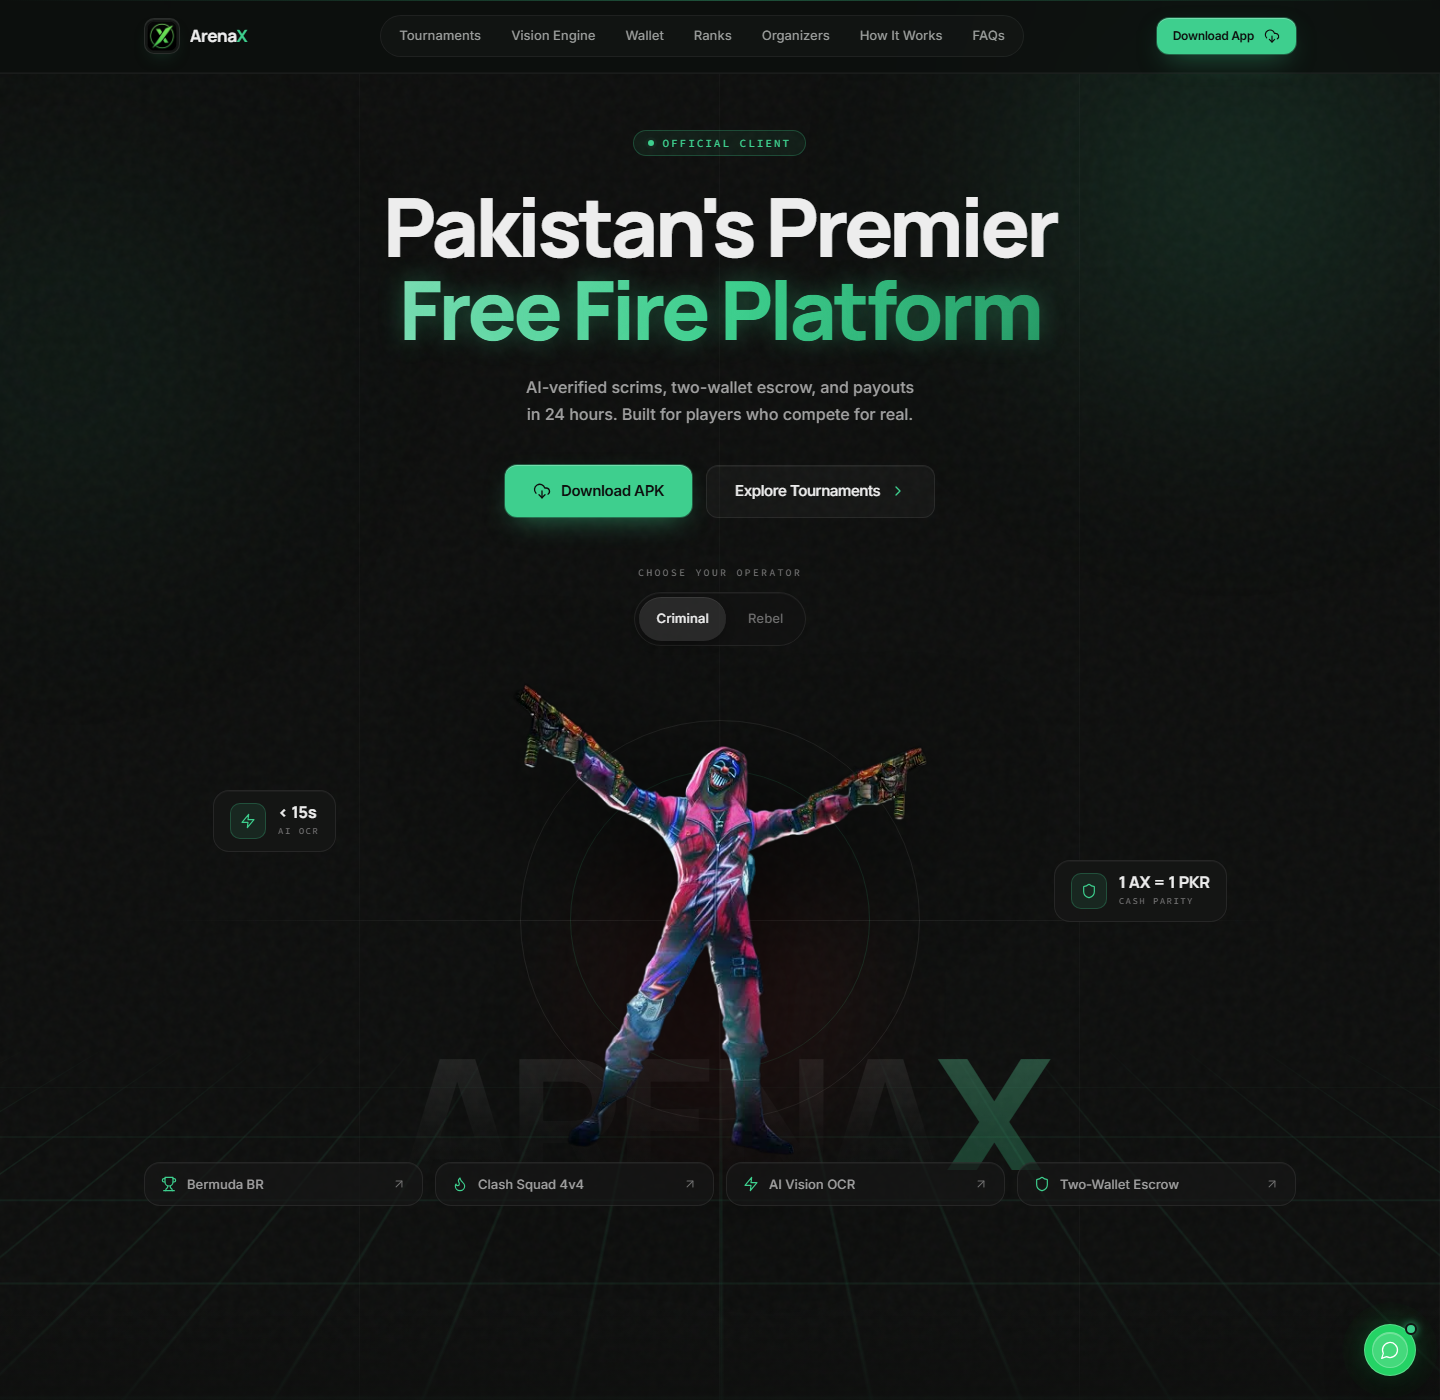 ArenaX
Tournaments
Vision Engine
Wallet
Ranks
Organizers
How It Works
FAQs
Download App
OFFICIAL CLIENT
Pakistan's Premier
Free Fire Platform
AI-verified scrims, two-wallet escrow, and payouts
in 24 hours. Built for players who compete for real.
Download APK
Explore Tournaments
CHOOSE YOUR OPERATOR
Criminal
Rebel
< 15s
AI OCR
1 AX = 1 PKR
CASH PARITY
ARENAX
Bermuda BR
Clash Squad 4v4
AI Vision OCR
Two-Wallet Escrow